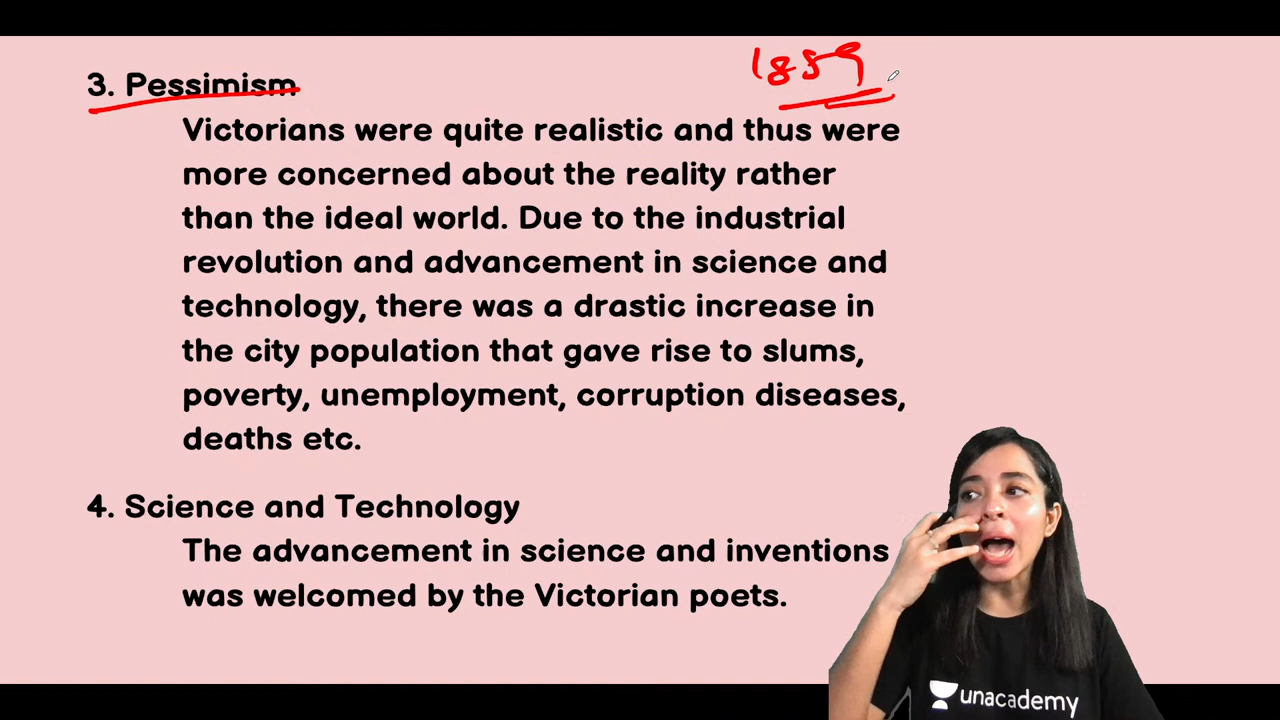 1859
3. Pessimism
Victorians were quite realistic and thus were
more concerned about the reality rather
than the ideal world. Due to the industrial
revolution and advancement in science and
technology, there was a drastic increase in
the city population that gave rise to slums,
poverty, unemployment, corruption diseases,
deaths etc.
4. Science and Technology
The advancement in science and inventions
was welcomed by the Victorian poets.
unacademy